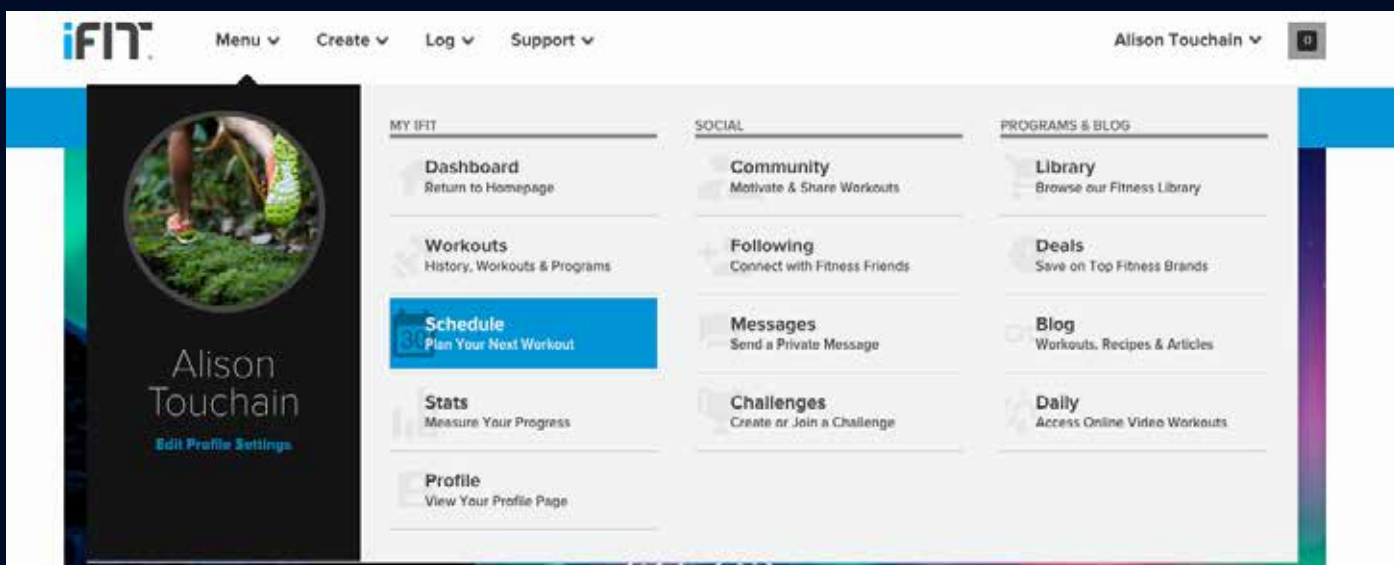 iFIT.
Menu
Create
Log
Support
Alison Touchain
0
Alison
Touchain
Edit Profile Settings
MY IFIT
Dashboard
Return to Homepage
Workouts
History, Workouts & Programs
30
Schedule
Plan Your Next Workout
Stats
Measure Your Progress
Profile
View Your Profile Page
SOCIAL
Community
Motivate & Share Workouts
Following
Connect with Fitness Friends
Messages
Send a Private Message
Challenges
Create or Join a Challenge
PROGRAMS & BLOG
Library
Browse our Fitness Library
Deals
Save on Top Fitness Brands
Blog
Workouts, Recipes & Articles
Daily
Access Online Video Workouts